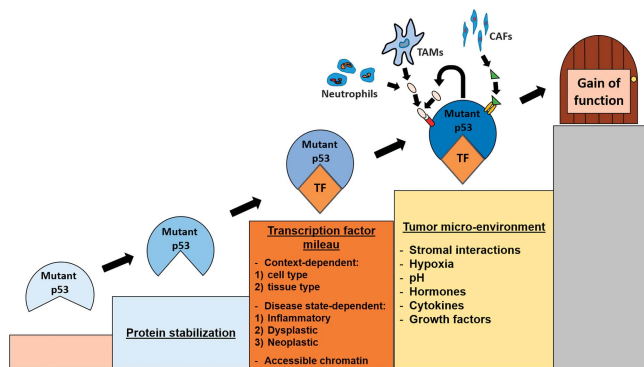 TAMs
CAFs
Neutrophils
Mutant
p53
Gain of
function
Mutant
p53
TF
Mutant
p53
TF
Mutant
p53
Mutant
p53
Protein stabilization
Transcription factor
mileau
- Context-dependent:
1) cell type
2) tissue type
- Disease state-dependent:
1) Inflammatory
2) Dysplastic
3) Neoplastic
- Accessible chromatin
Tumor micro-environment
- Stromal interactions
- Hypoxia
- pH
- Hormones
- Cytokines
- Growth factors